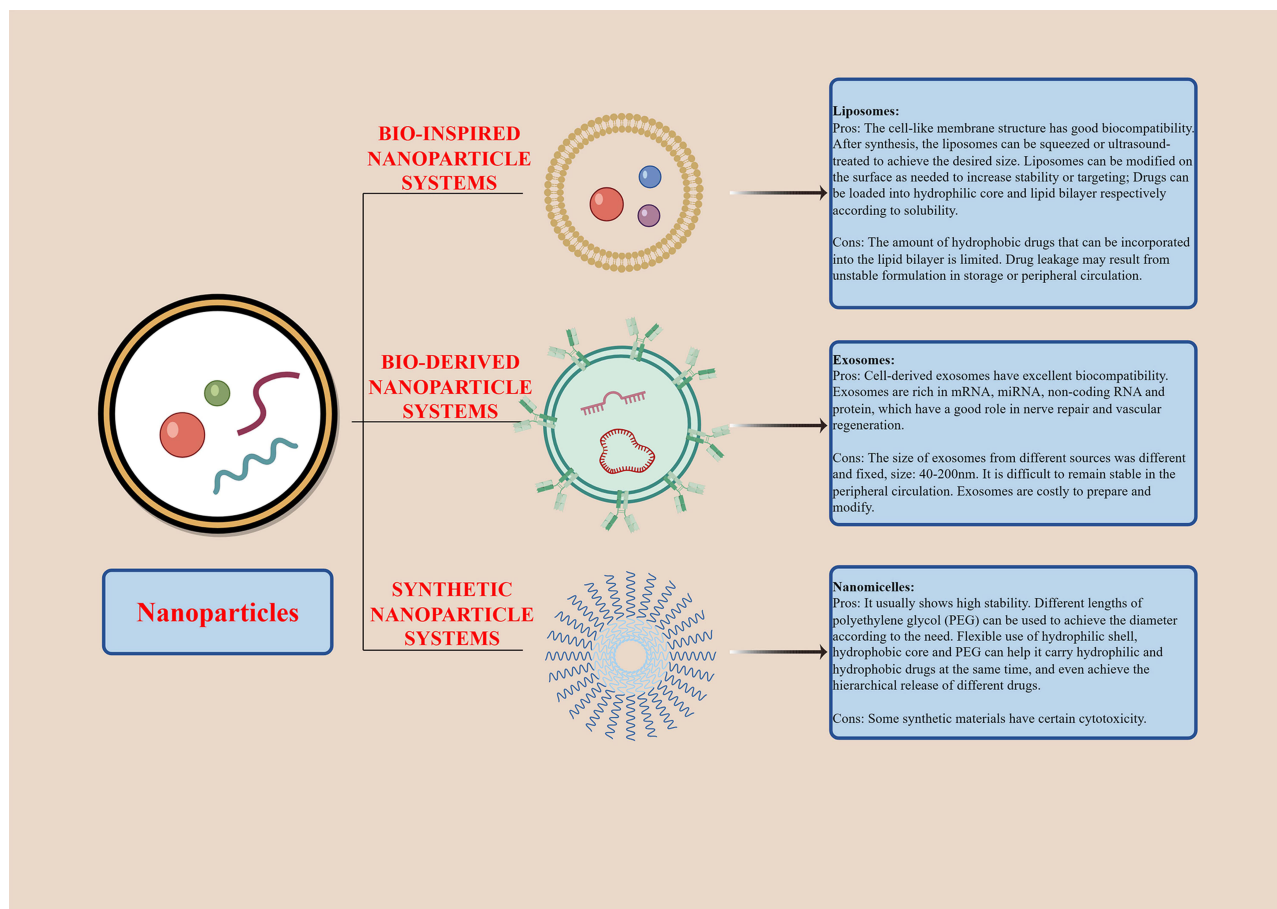 BIO-INSPIRED
NANOPARTICLE
SYSTEMS
Liposomes:
Pros: The cell-like membrane structure has good biocompatibility.
After synthesis, the liposomes can be squeezed or ultrasound-
treated to achieve the desired size. Liposomes can be modified on
the surface as needed to increase stability or targeting; Drugs can
be loaded into hydrophilic core and lipid bilayer respectively
according to solubility.
Cons: The amount of hydrophobic drugs that can be incorporated
into the lipid bilayer is limited. Drug leakage may result from
unstable formulation in storage or peripheral circulation.
BIO-DERIVED
NANOPARTICLE
SYSTEMS
Exosomes:
Pros: Cell-derived exosomes have excellent biocompatibility.
Exosomes are rich in mRNA, miRNA, non-coding RNA and
protein, which have a good role in nerve repair and vascular
regeneration.
Cons: The size of exosomes from different sources was different
and fixed, size: 40-200nm. It is difficult to remain stable in the
peripheral circulation. Exosomes are costly to prepare and
modify.
Nanoparticles
SYNTHETIC
NANOPARTICLE
SYSTEMS
Nanomicelles:
Pros: It usually shows high stability. Different lengths of
polyethylene glycol (PEG) can be used to achieve the diameter
according to the need. Flexible use of hydrophilic shell,
hydrophobic core and PEG can help it carry hydrophilic and
hydrophobic drugs at the same time, and even achieve the
hierarchical release of different drugs.
Cons: Some synthetic materials have certain cytotoxicity.